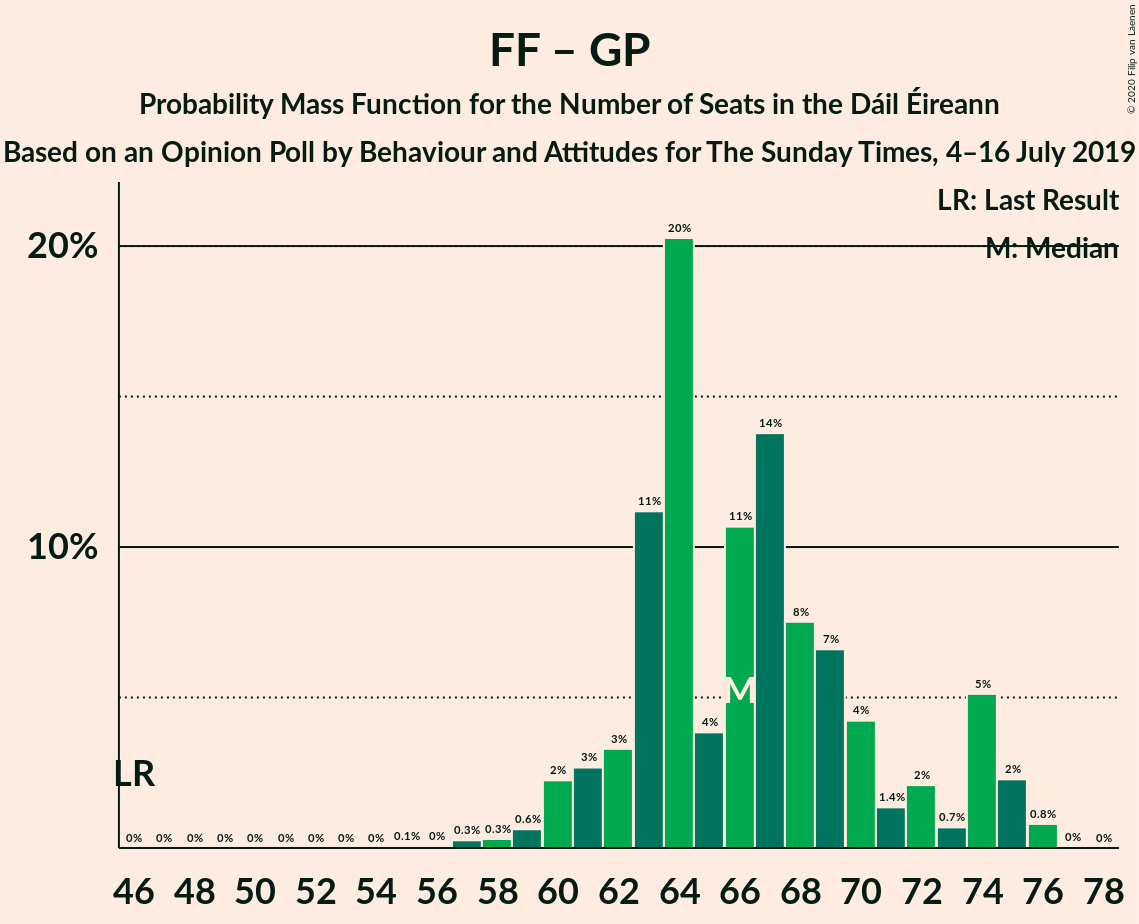 FF – GP
Probability Mass Function for the Number of Seats in the Dáil Éireann
Based on an Opinion Poll by Behaviour and Attitudes for The Sunday Times, 4–16 July 2019
© 2020 Filip van Laenen
LR: Last Result
M: Median
20%
10%
LR
M
0% 0% 0% 0% 0% 0% 0% 0% 0% 0.1% 0% 0.3% 0.3% 0.6% 2% 3% 3% 11% 20% 4% 11% 14% 8% 7% 4% 1.4% 2% 0.7% 5% 2% 0.8% 0% 0%
46 48 50 52 54 56 58 60 62 64 66 68 70 72 74 76 78